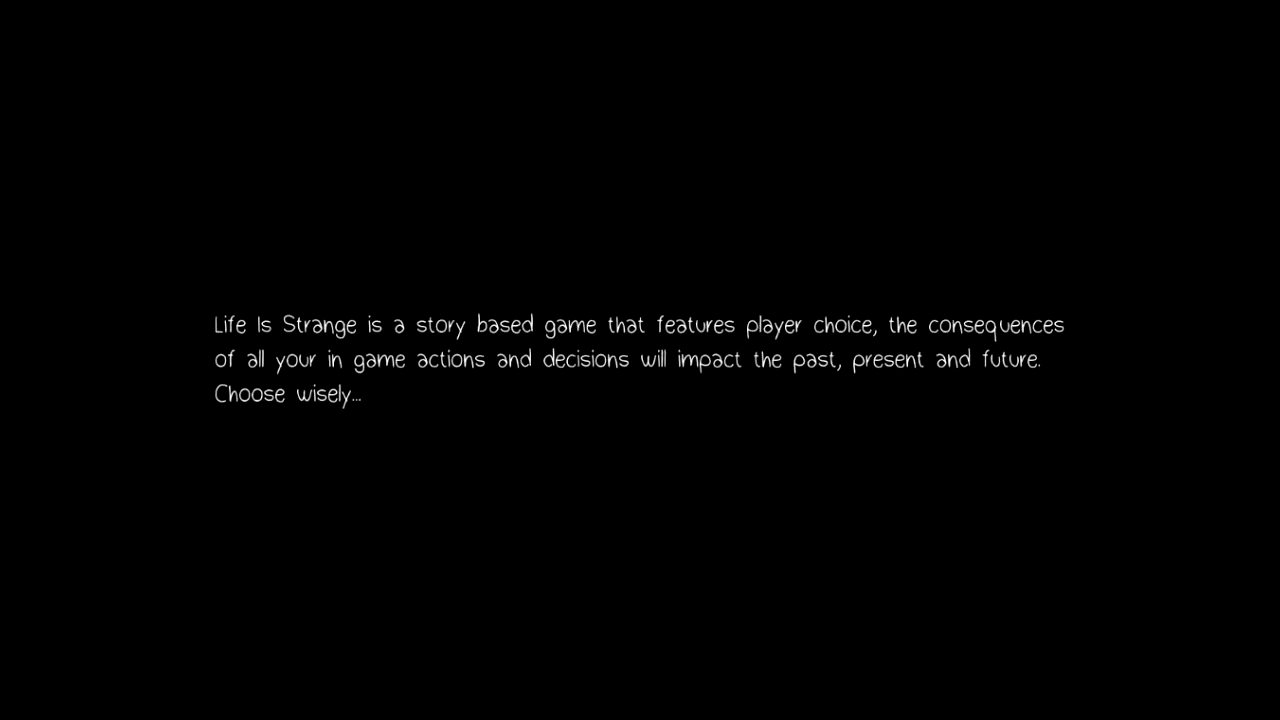 Life Is Strange is a story based game that features player choice, the consequences
of all your in game actions and decisions will impact the past, present and future.
Choose wisely...